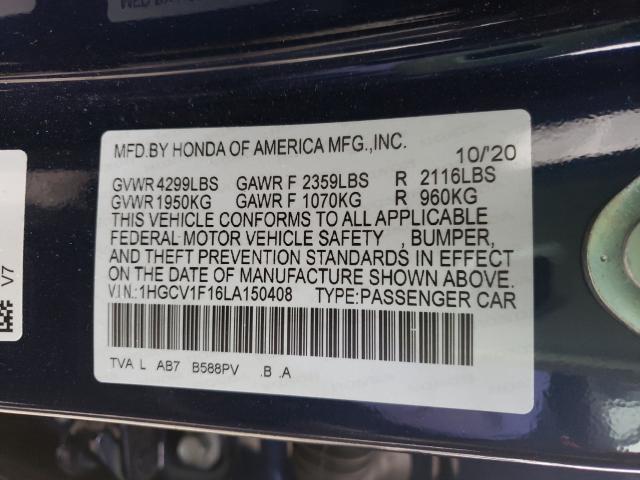 MFD.BY HONDA OF AMERICA MFG.,INC. 10/'20
GVWR 4299LBS GAWR F 2359LBS R 2116LBS
GVWR 1950KG GAWR F 1070KG R 960KG
THIS VEHICLE CONFORMS TO ALL APPLICABLE
FEDERAL MOTOR VEHICLE SAFETY , BUMPER,
AND THEFT PREVENTION STANDARDS IN EFFECT
ON THE DATE OF MANUFACTURE SHOWN ABOVE.
V.I.N.:1HGCV1F16LA150408 TYPE:PASSENGER CAR
TVA L AB7 B588PV .B .A
V7